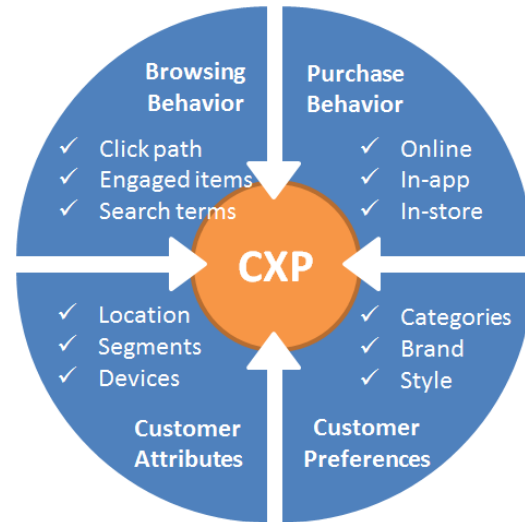 Browsing
Behavior
✓ Click path
✓ Engaged items
✓ Search terms
Purchase
Behavior
✓ Online
✓ In-app
✓ In-store
CXP
✓ Location
✓ Segments
✓ Devices
Customer
Attributes
✓ Categories
✓ Brand
✓ Style
Customer
Preferences